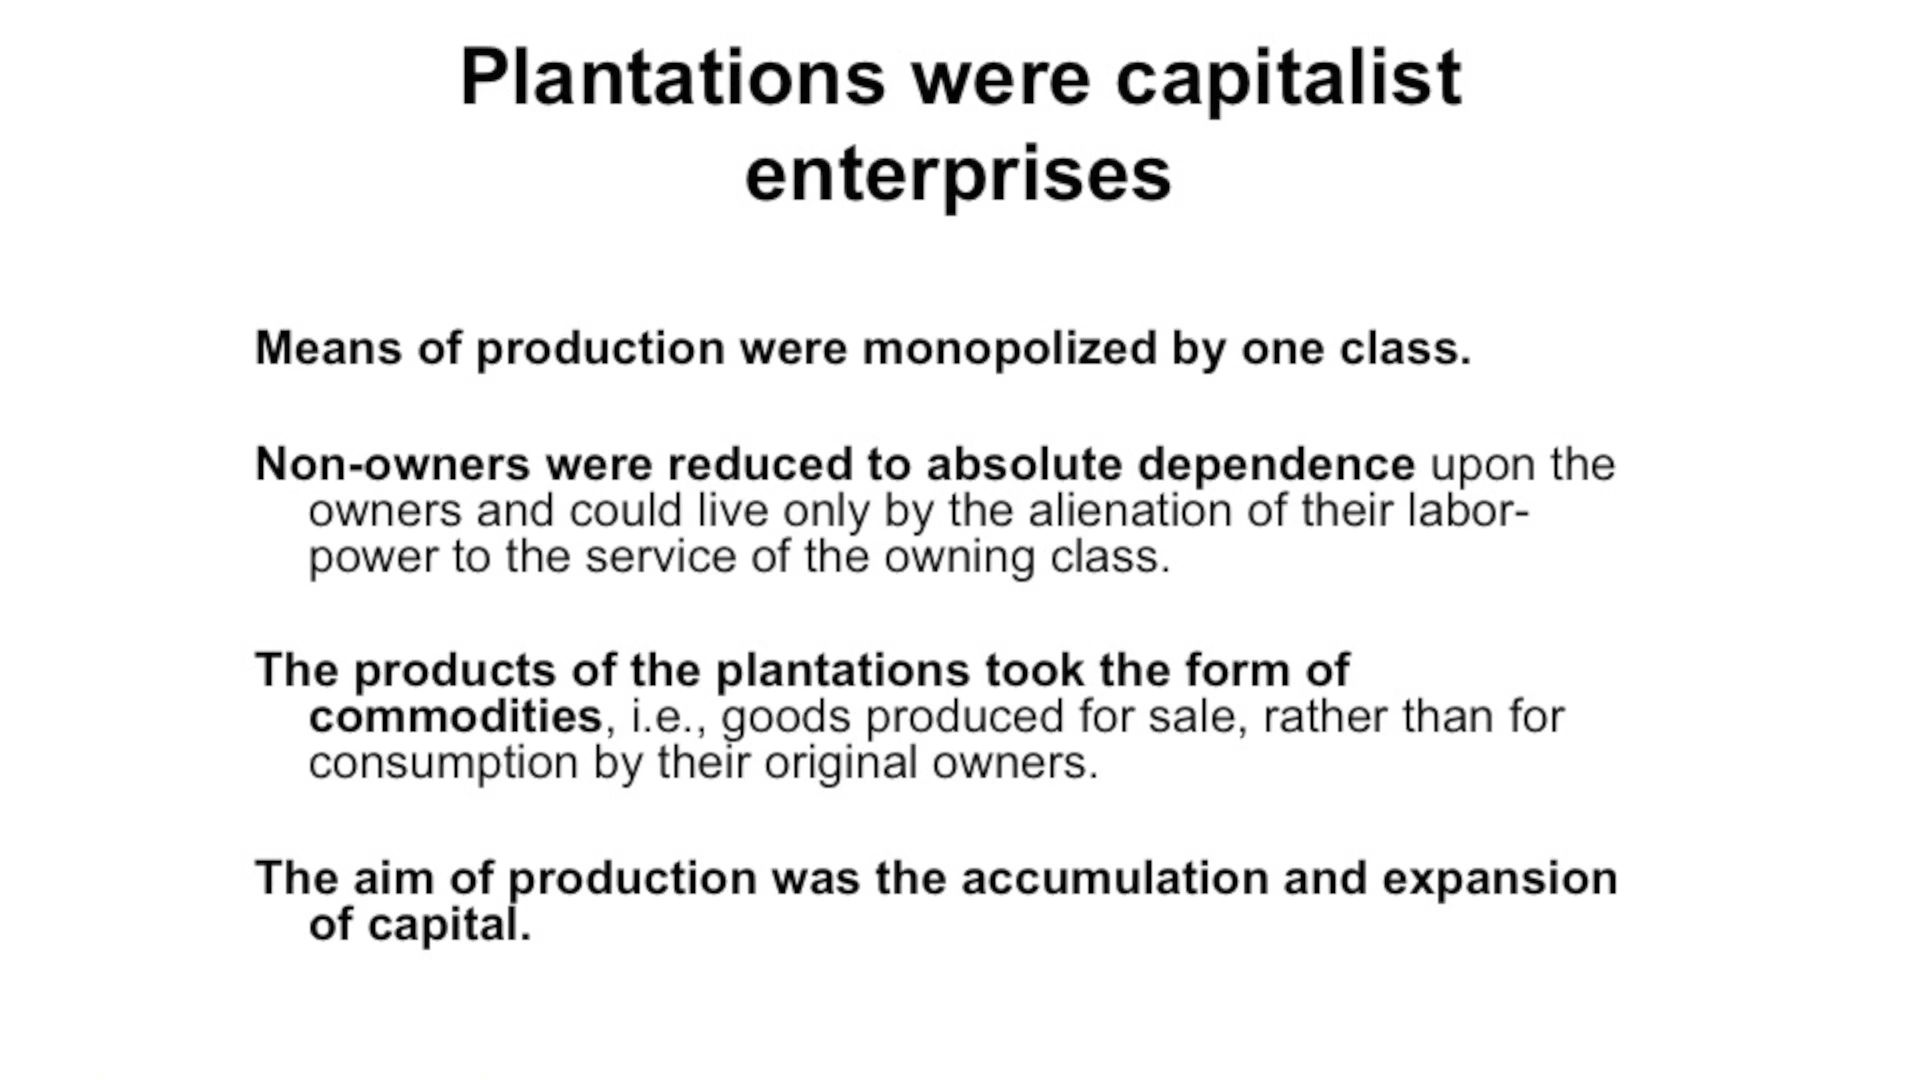 Plantations were capitalist
enterprises
Means of production were monopolized by one class.
Non-owners were reduced to absolute dependence upon the
owners and could live only by the alienation of their labor-
power to the service of the owning class.
The products of the plantations took the form of
commodities, i.e., goods produced for sale, rather than for
consumption by their original owners.
The aim of production was the accumulation and expansion
of capital.